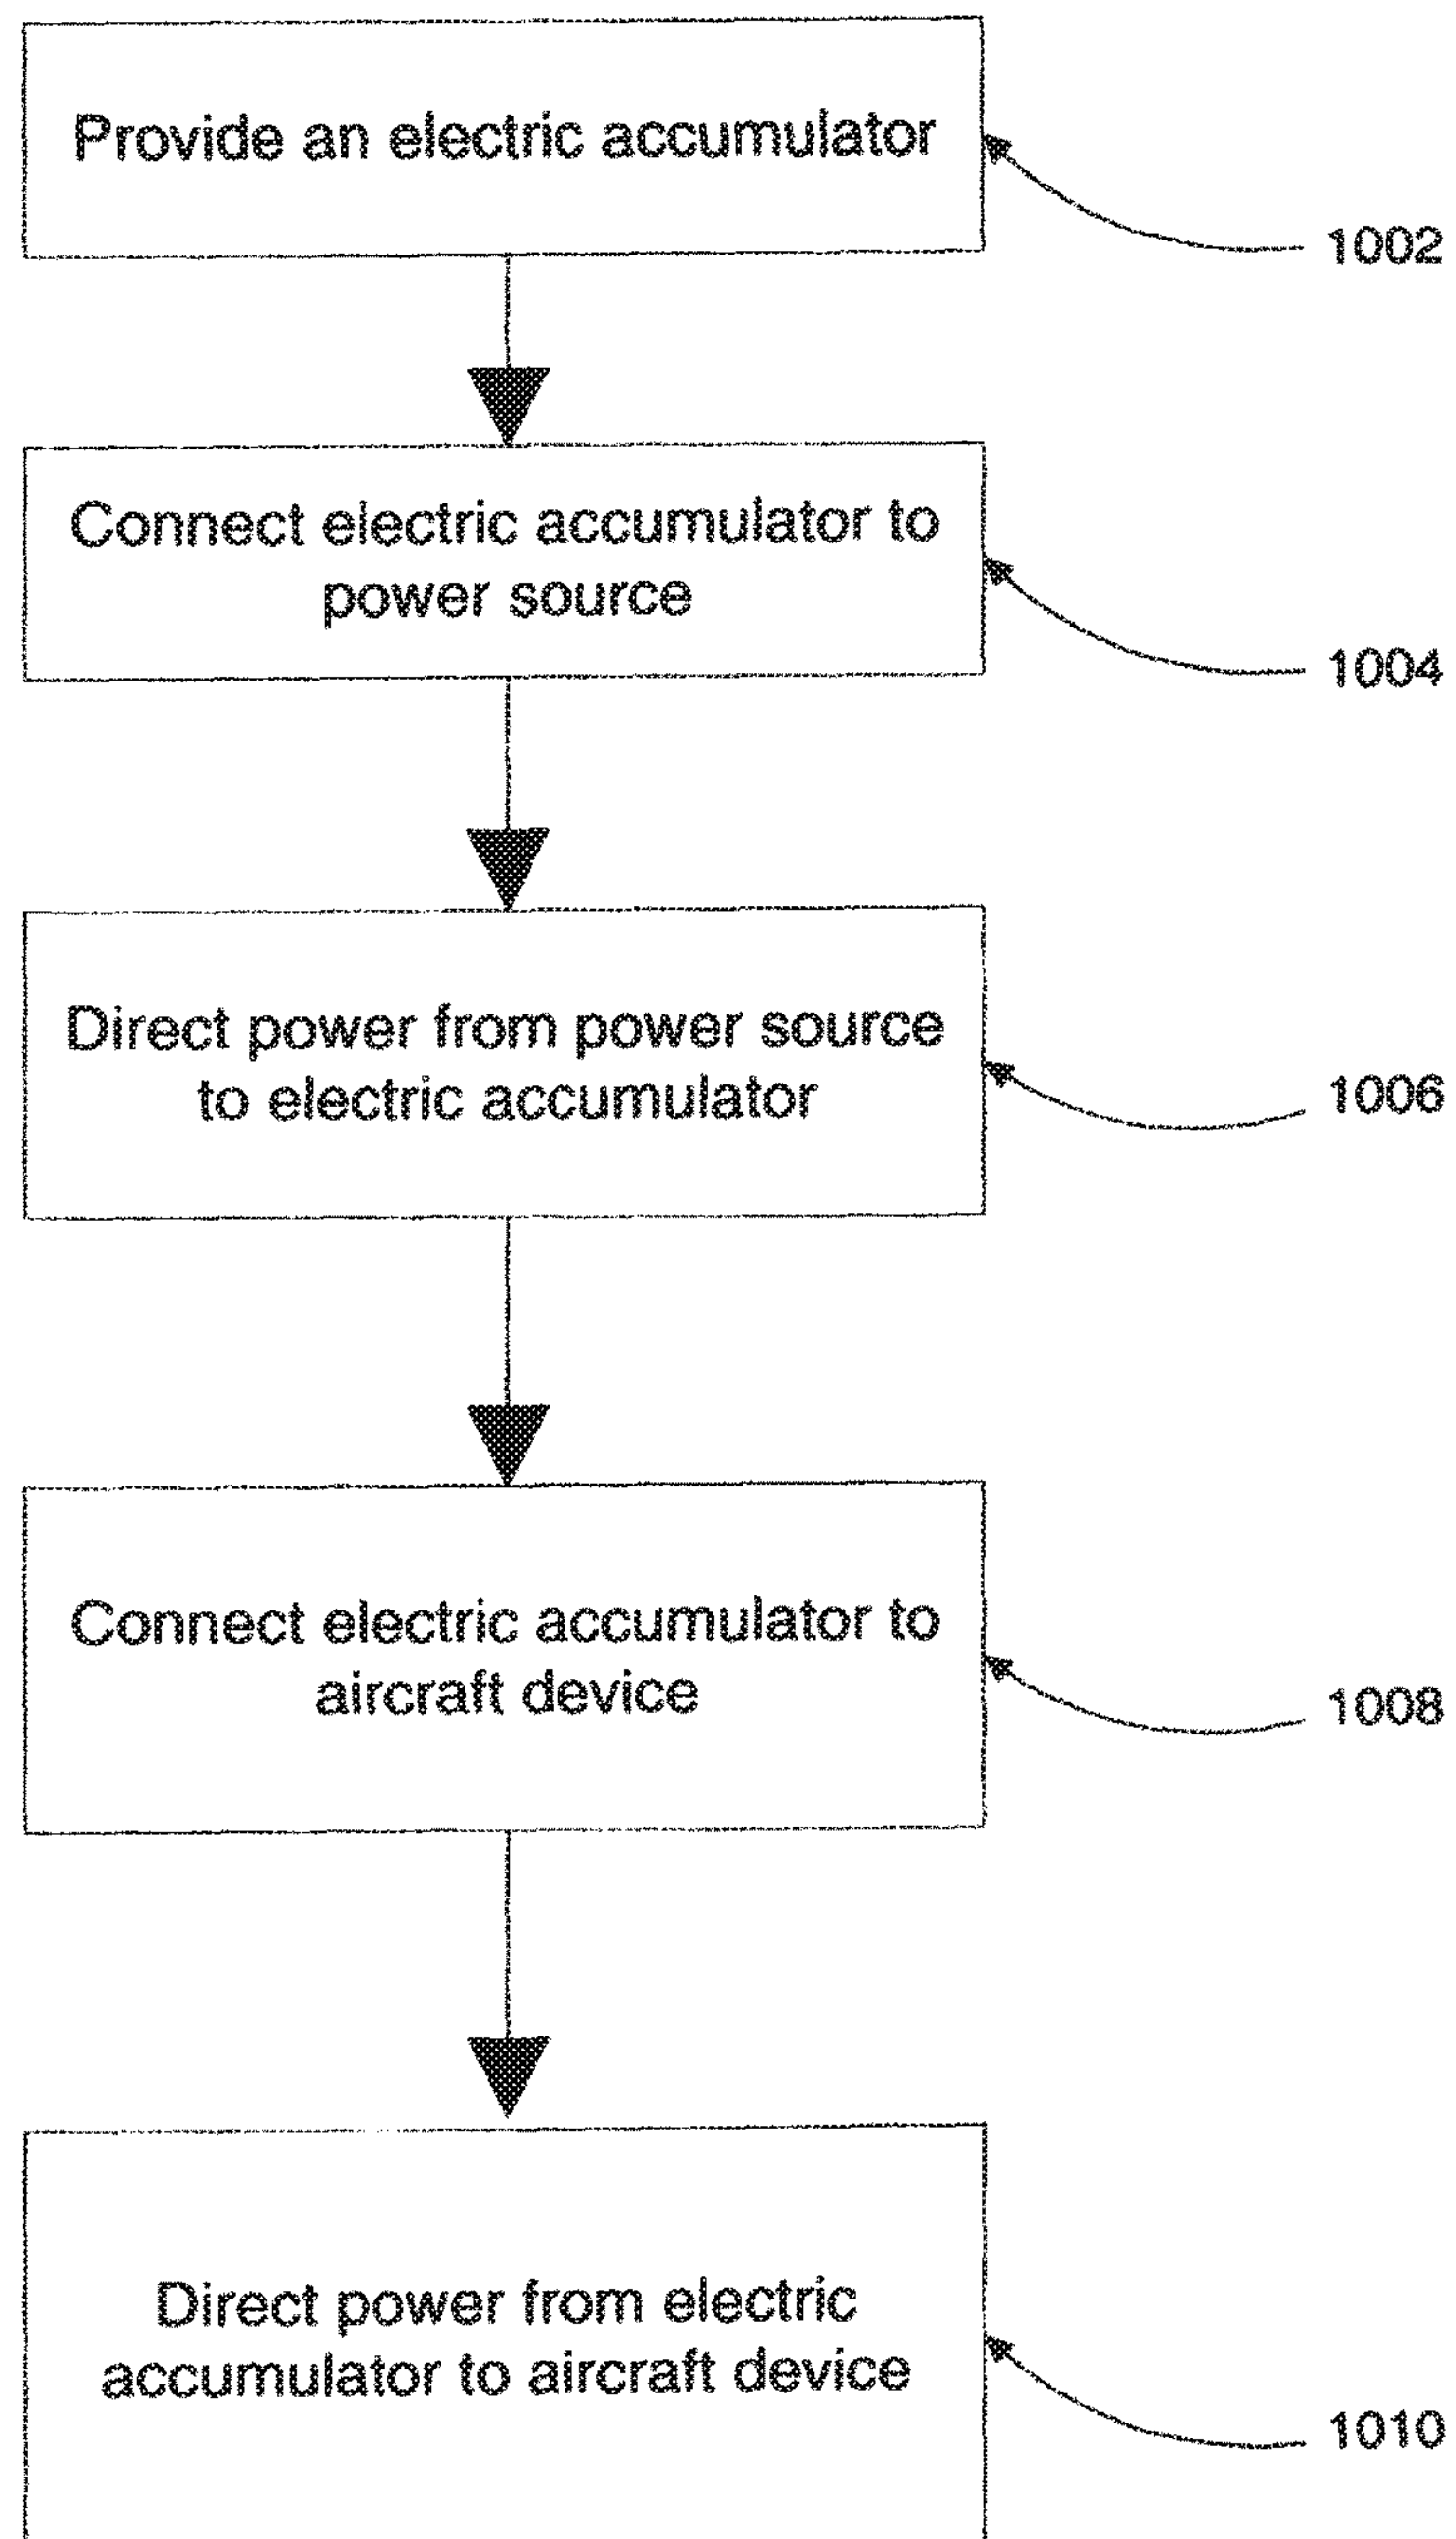 Provide an electric accumulator
1002
Connect electric accumulator to
power source
1004
Direct power from power source
to electric accumulator
1006
Connect electric accumulator to
aircraft device
1008
Direct power from electric
accumulator to aircraft device
1010